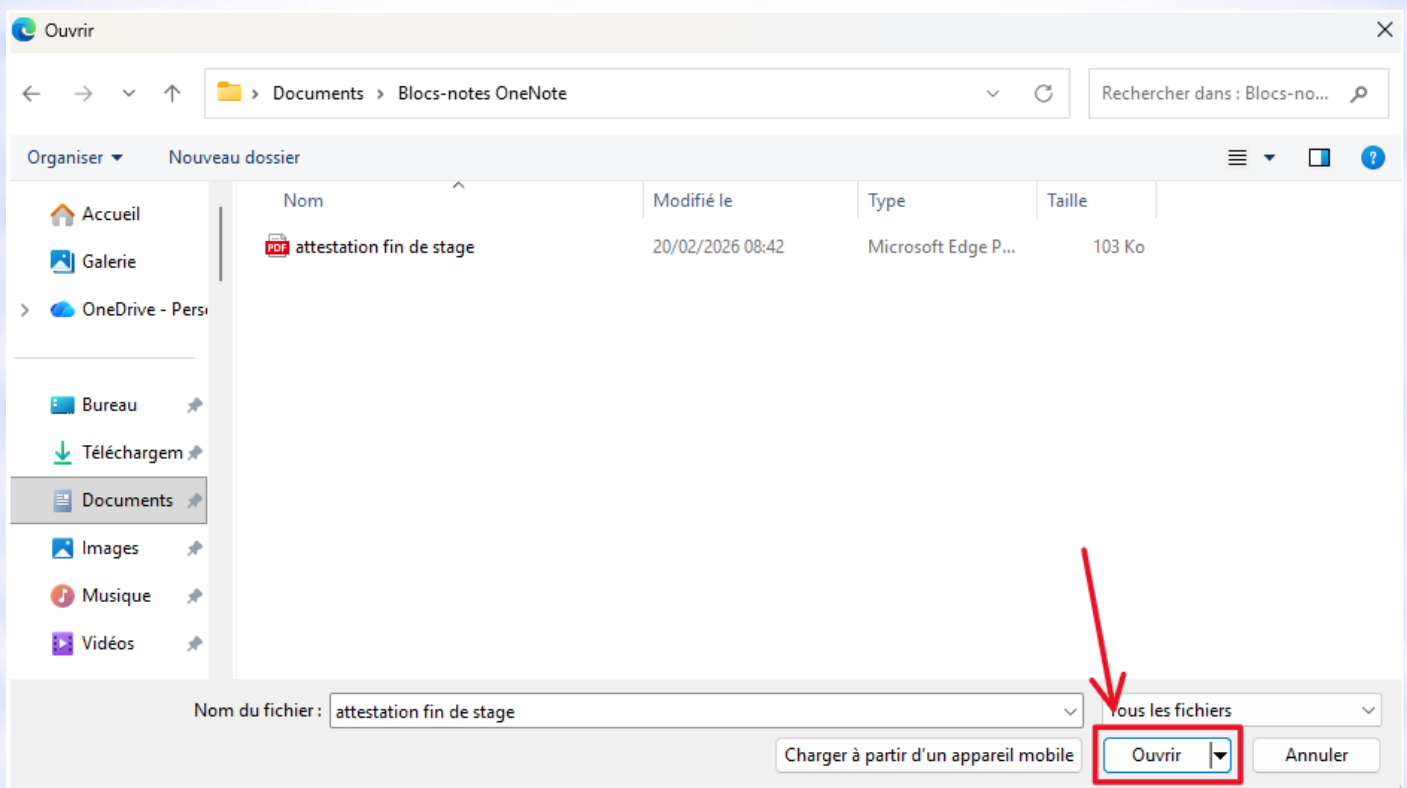 Ouvrir
Documents > Blocs-notes OneNote
Rechercher dans : Blocs-no...
Organiser
Nouveau dossier
Nom
Modifié le
Type
Taille
Accueil
Galerie
OneDrive - Pers
PDF attestation fin de stage
20/02/2026 08:42
Microsoft Edge P...
103 Ko
Bureau
Téléchargem
Documents
Images
Musique
Vidéos
Nom du fichier : attestation fin de stage
Tous les fichiers
Charger à partir d'un appareil mobile
Ouvrir
Annuler